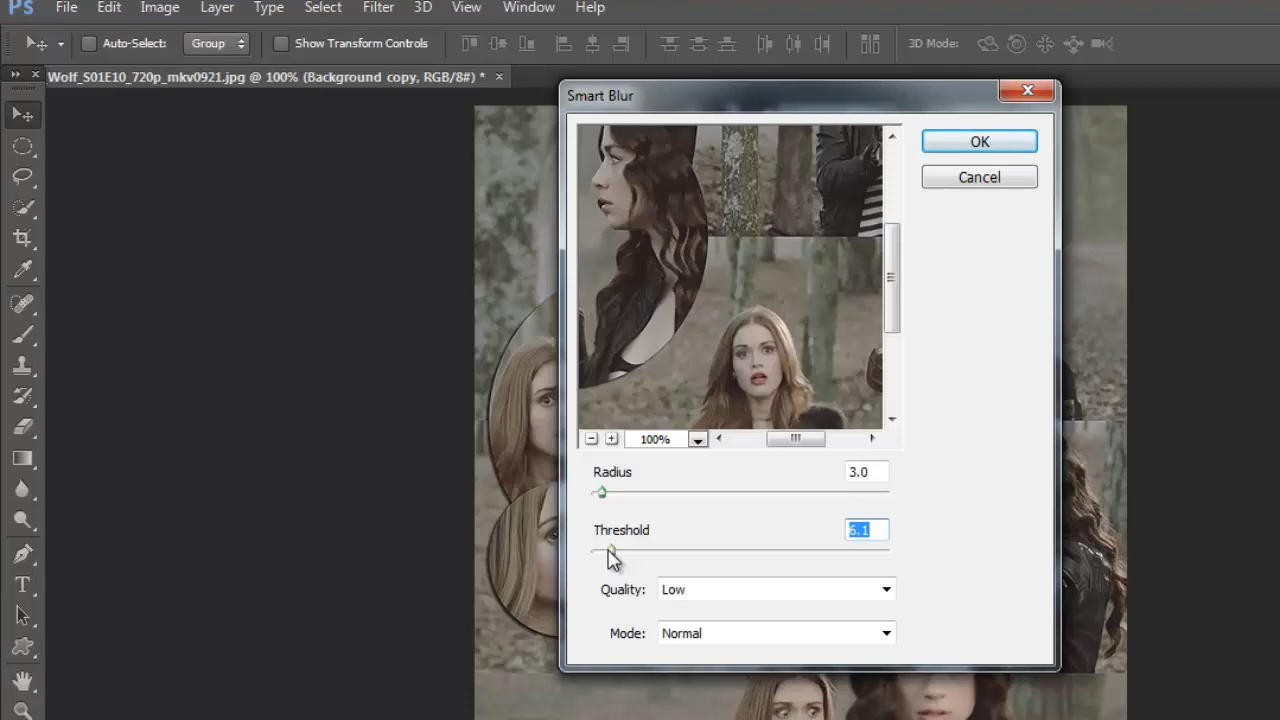 Ps File Edit Image Layer Type Select Filter 3D View Window Help
Auto-Select: Group Show Transform Controls 3D Mode:
Wolf_S01E10_720p_mkv0921.jpg @ 100% (Background copy, RGB/8#) *
Smart Blur
OK
Cancel
100%
Radius 3.0
Threshold 6.1
Quality: Low
Mode: Normal
T